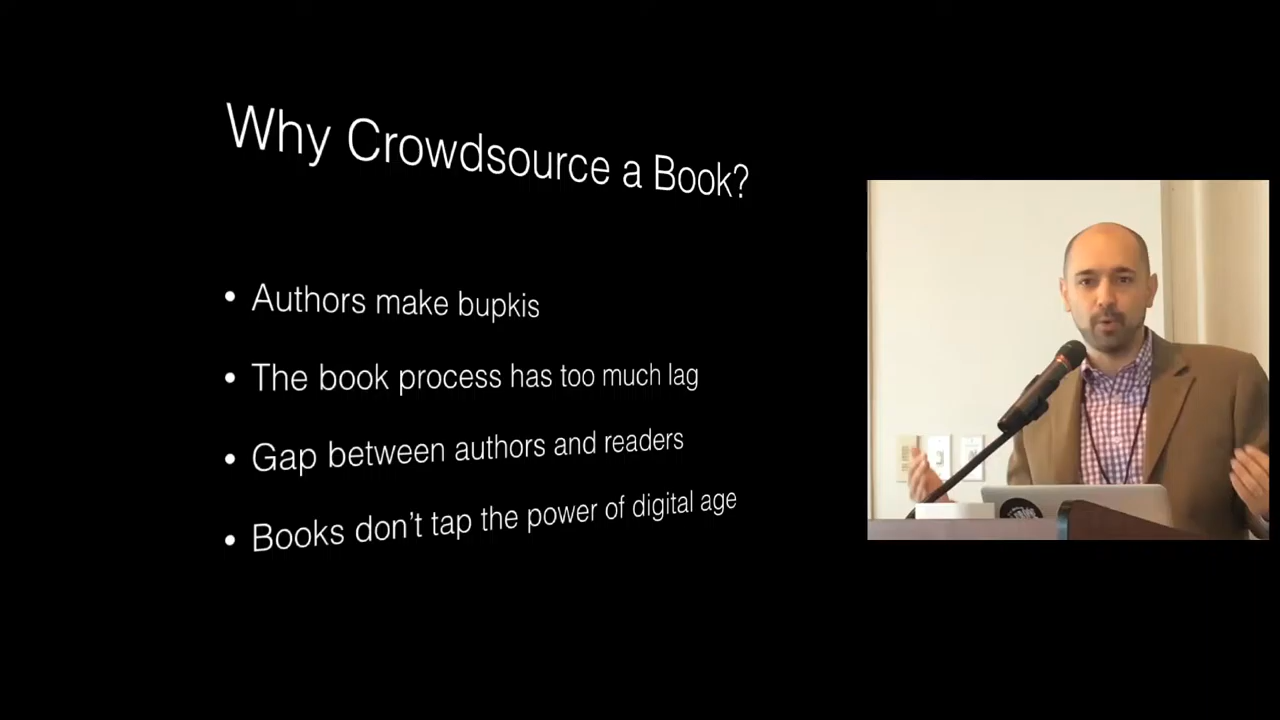 Why Crowdsource a Book?
• Authors make bupkis
• The book process has too much lag
• Gap between authors and readers
• Books don't tap the power of digital age